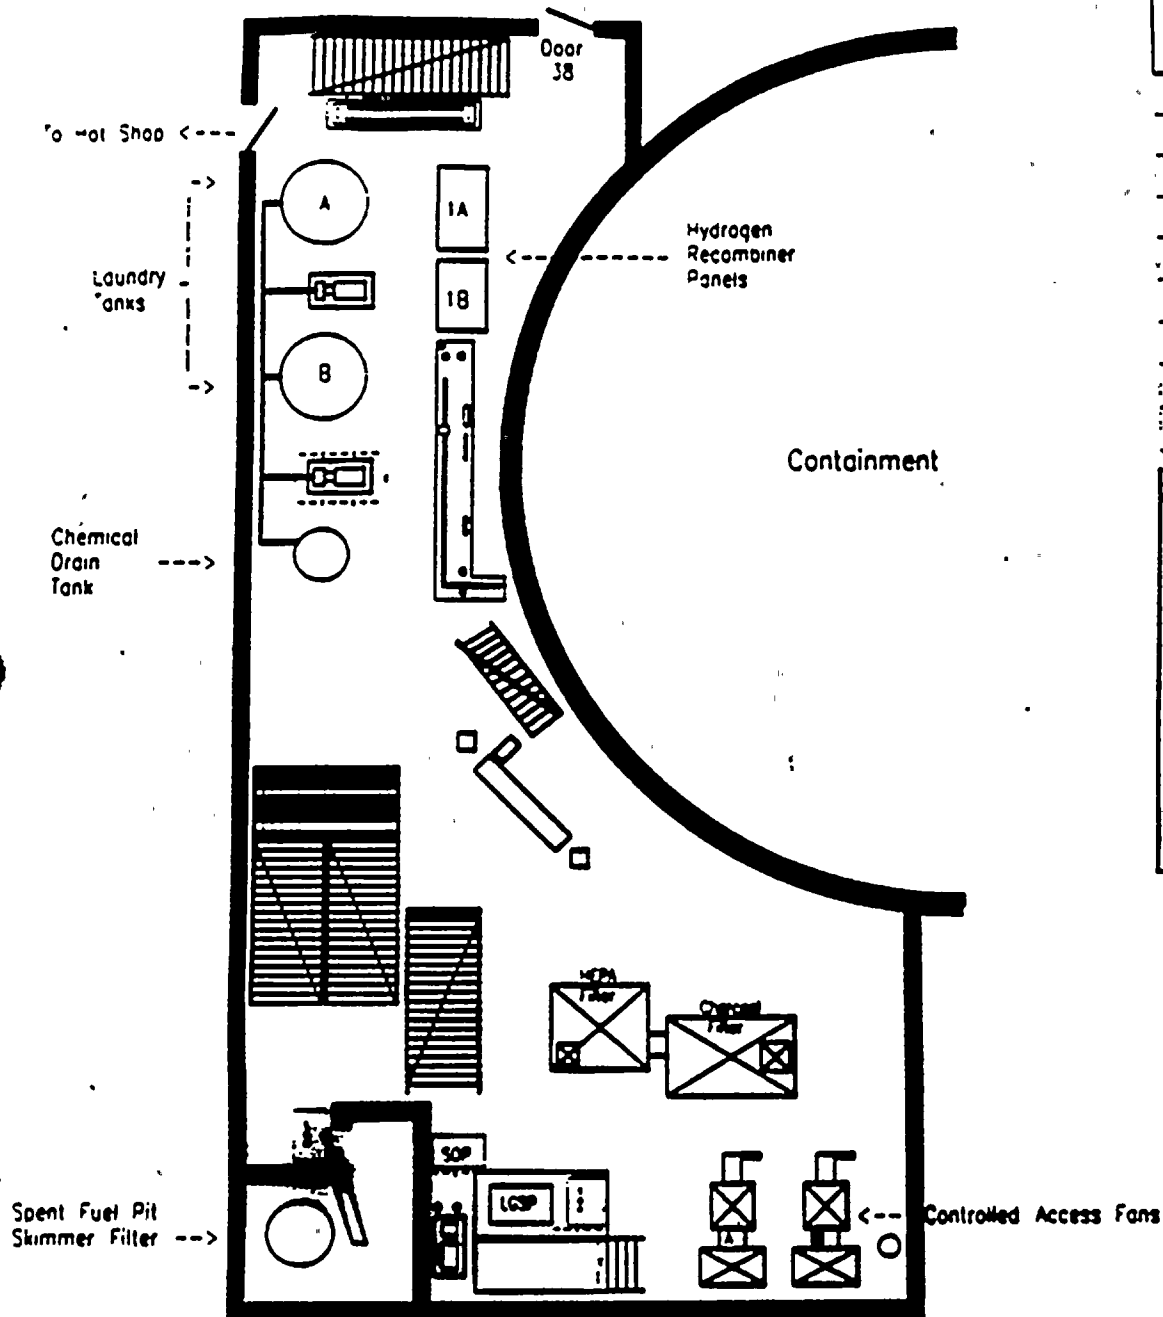 Door
38
To Hot Shop
A
1A
Hydrogen
Recombiner
Panels
1B
Laundry
Tanks
B
Containment
Chemical
Drain
Tank
HEPA
Filter
Charcoal
Filter
SOP
LGSP
A
Spent Fuel Pit
Skimmer Filter
Controlled Access Fans